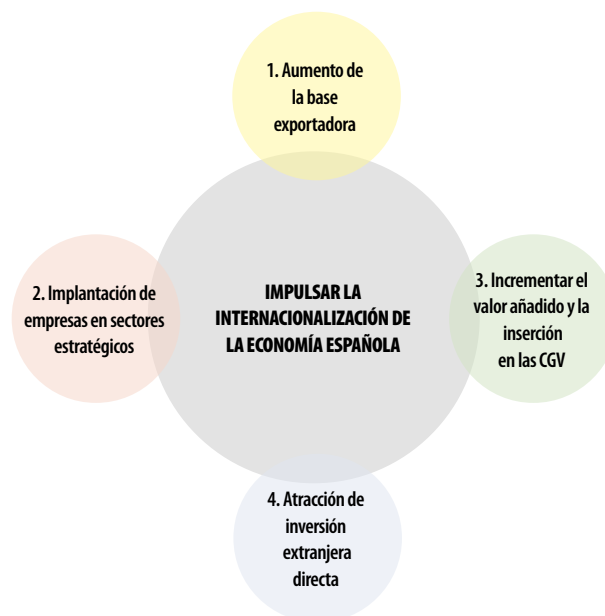 1. Aumento de
la base
exportadora
2. Implantación de
empresas en sectores
estratégicos
IMPULSAR LA
INTERNACIONALIZACIÓN DE
LA ECONOMÍA ESPAÑOLA
3. Incrementar el
valor añadido y la
inserción
en las CGV
4. Atracción de
inversión
extranjera
directa